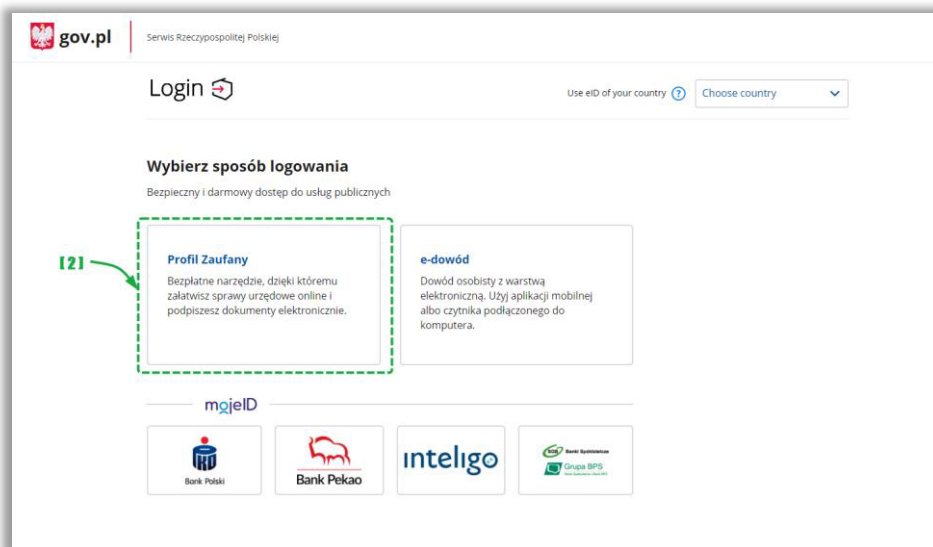 gov.pl
Serwis Rzeczypospolitej Polskiej
Login
Use eID of your country ?
Choose country
Wybierz sposób logowania
Bezpieczny i darmowy dostęp do usług publicznych
[2]
Profil Zaufany
Bezpłatne narzędzie, dzięki któremu
załatwisz sprawy urzędowe online i
podpiszesz dokumenty elektronicznie.
e-dowód
Dowód osobisty z warstwą
elektroniczną. Użyj aplikacji mobilnej
albo czytnika podłączonego do
komputera.
mojeID
Bank Polski
Bank Pekao
inteligo
SGB Banki Spółdzielcze
Grupa BPS